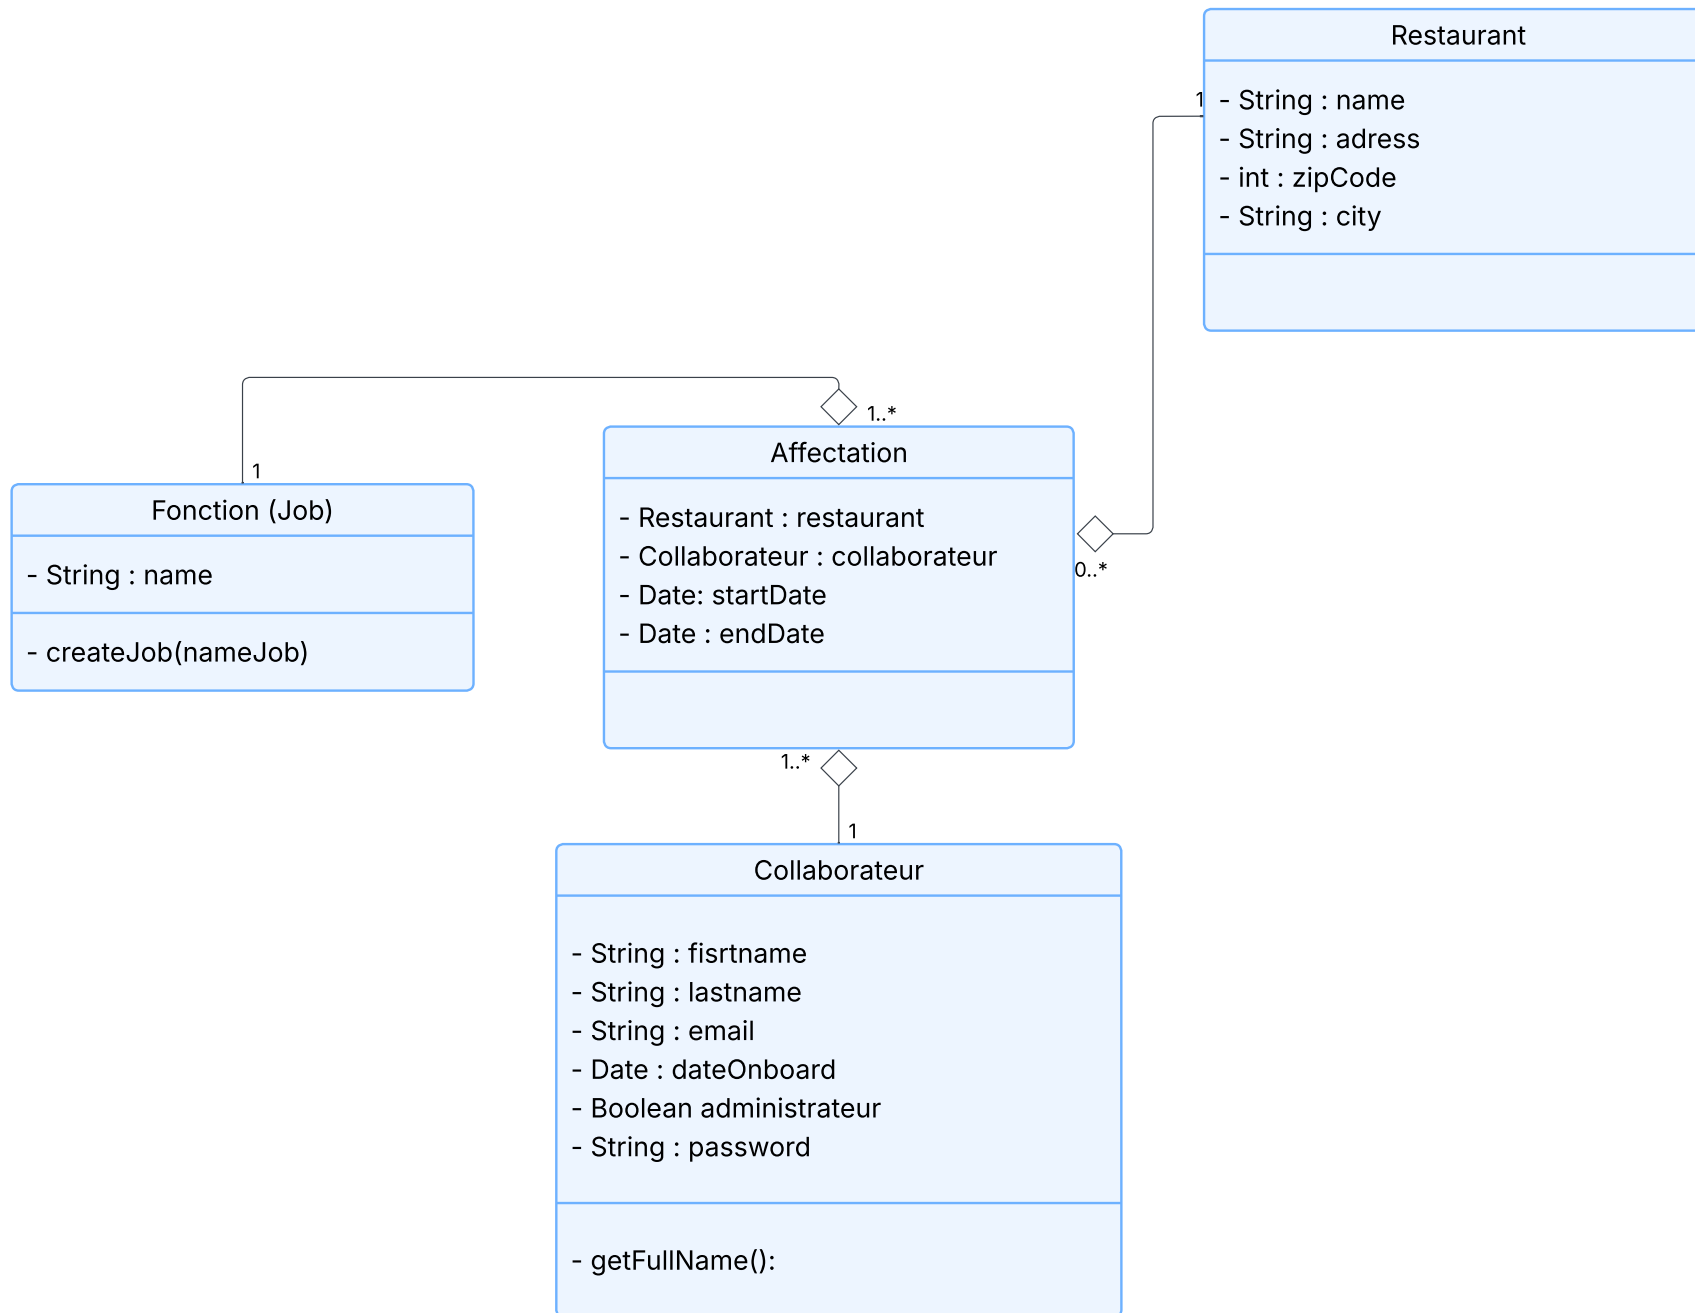 Restaurant
1
- String : name
- String : adress
- int : zipCode
- String : city
1..*
1
Fonction (Job)
- String : name
- createJob(nameJob)
Affectation
- Restaurant : restaurant
- Collaborateur : collaborateur
- Date: startDate
- Date : endDate
0..*
1..*
1
Collaborateur
- String : fisrtname
- String : lastname
- String : email
- Date : dateOnboard
- Boolean administrateur
- String : password
- getFullName():